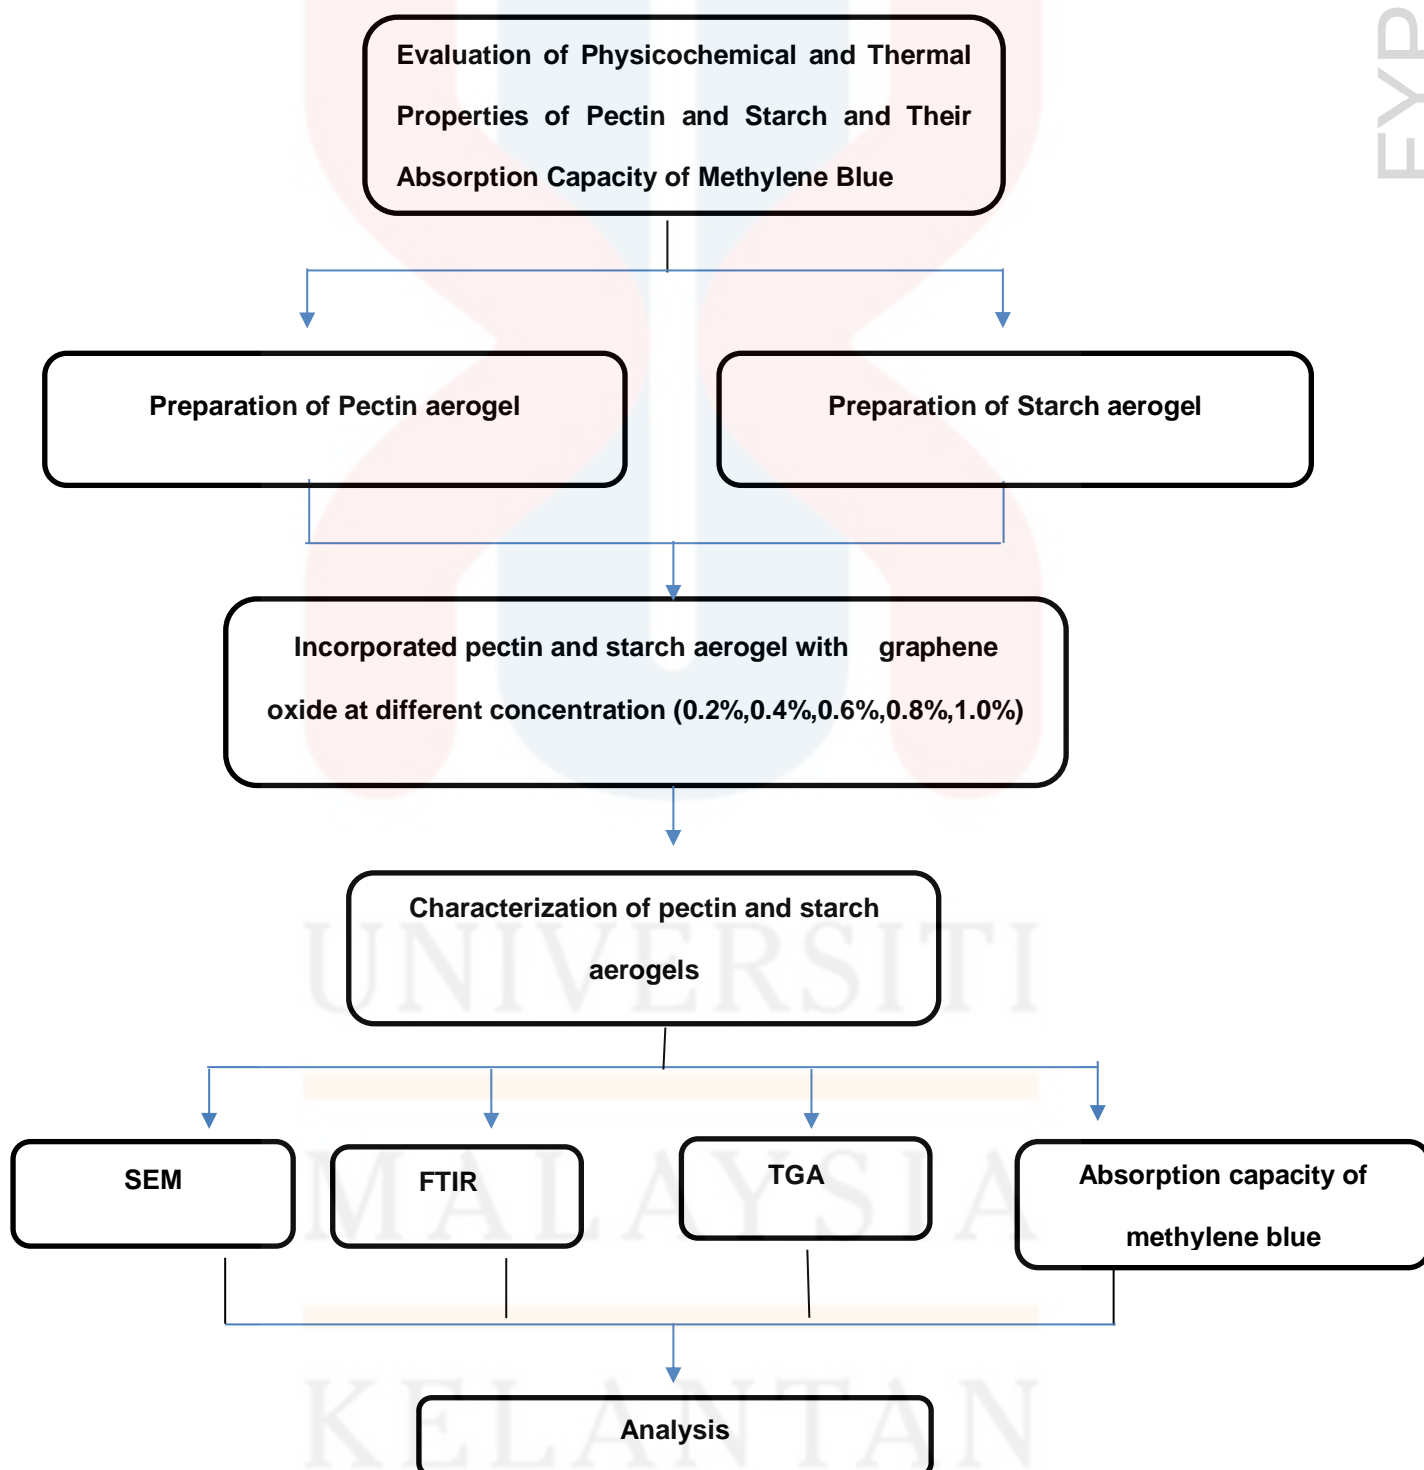 Evaluation of Physicochemical and Thermal
Properties of Pectin and Starch and Their
Absorption Capacity of Methylene Blue
FYP
Preparation of Pectin aerogel
Preparation of Starch aerogel
Incorporated pectin and starch aerogel with graphene
oxide at different concentration (0.2%,0.4%,0.6%,0.8%,1.0%)
Characterization of pectin and starch
aerogels
UNIVERSITI
SEM
FTIR
TGA
Absorption capacity of
methylene blue
MALAYSIA
Analysis
KELANTAN